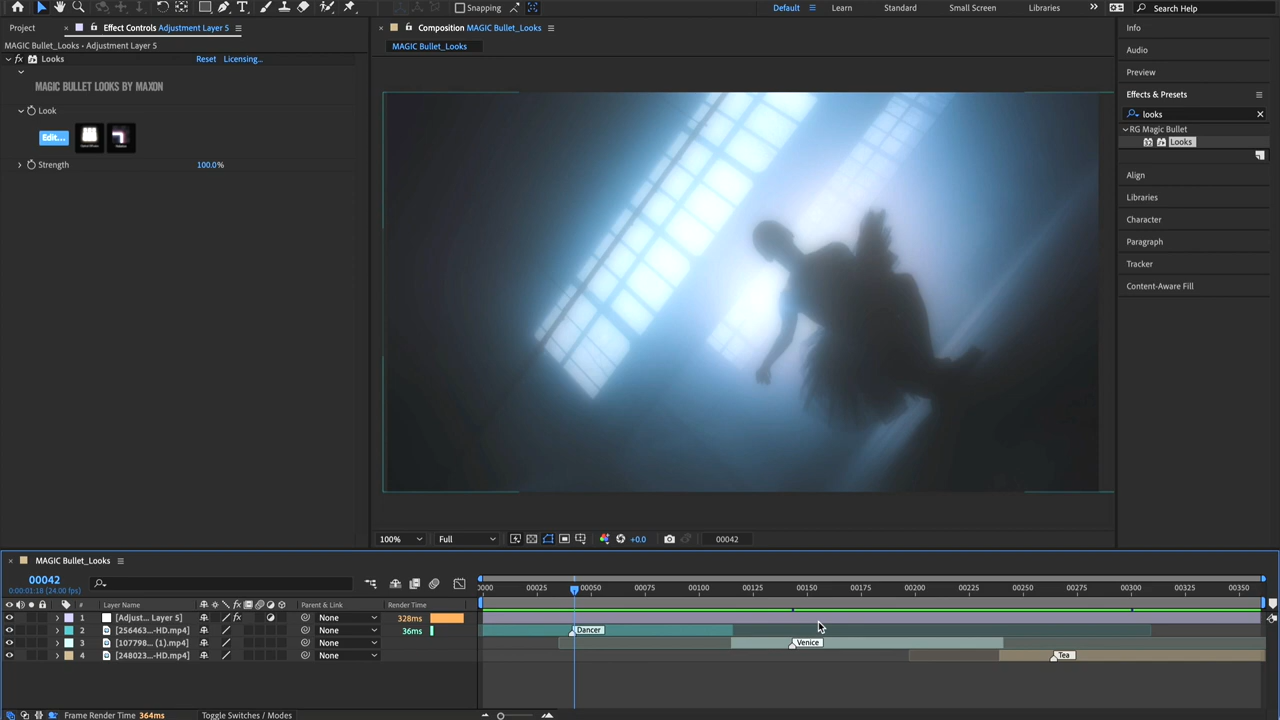 Snapping
Default
Learn
Standard
Small Screen
Libraries
Search Help
Project
Effect Controls Adjustment Layer 5
Composition MAGIC Bullet_Looks
Info
MAGIC Bullet_Looks • Adjustment Layer 5
MAGIC Bullet_Looks
Audio
fx Looks
Reset
Licensing...
Preview
MAGIC BULLET LOOKS BY MAXON
Effects & Presets
Look
looks
Edit...
RG Magic Bullet
Looks
Strength
100.0%
Align
Libraries
Character
Paragraph
Tracker
Content-Aware Fill
100%
Full
+0.0
00042
MAGIC Bullet_Looks
00042
0:00:01:18 (24.00 fps)
0000
00025
00050
00075
00100
00125
00150
00175
00200
00225
00250
00275
00300
00325
00350
#
Layer Name
fx
Parent & Link
Render Time
1
[Adjust... Layer 5]
fx
None
328ms
2
[256463...-HD.mp4]
None
36ms
Dancer
3
[107798... (1).mp4]
None
Venice
4
[248023...-HD.mp4]
None
Tea
Frame Render Time 364ms
Toggle Switches / Modes